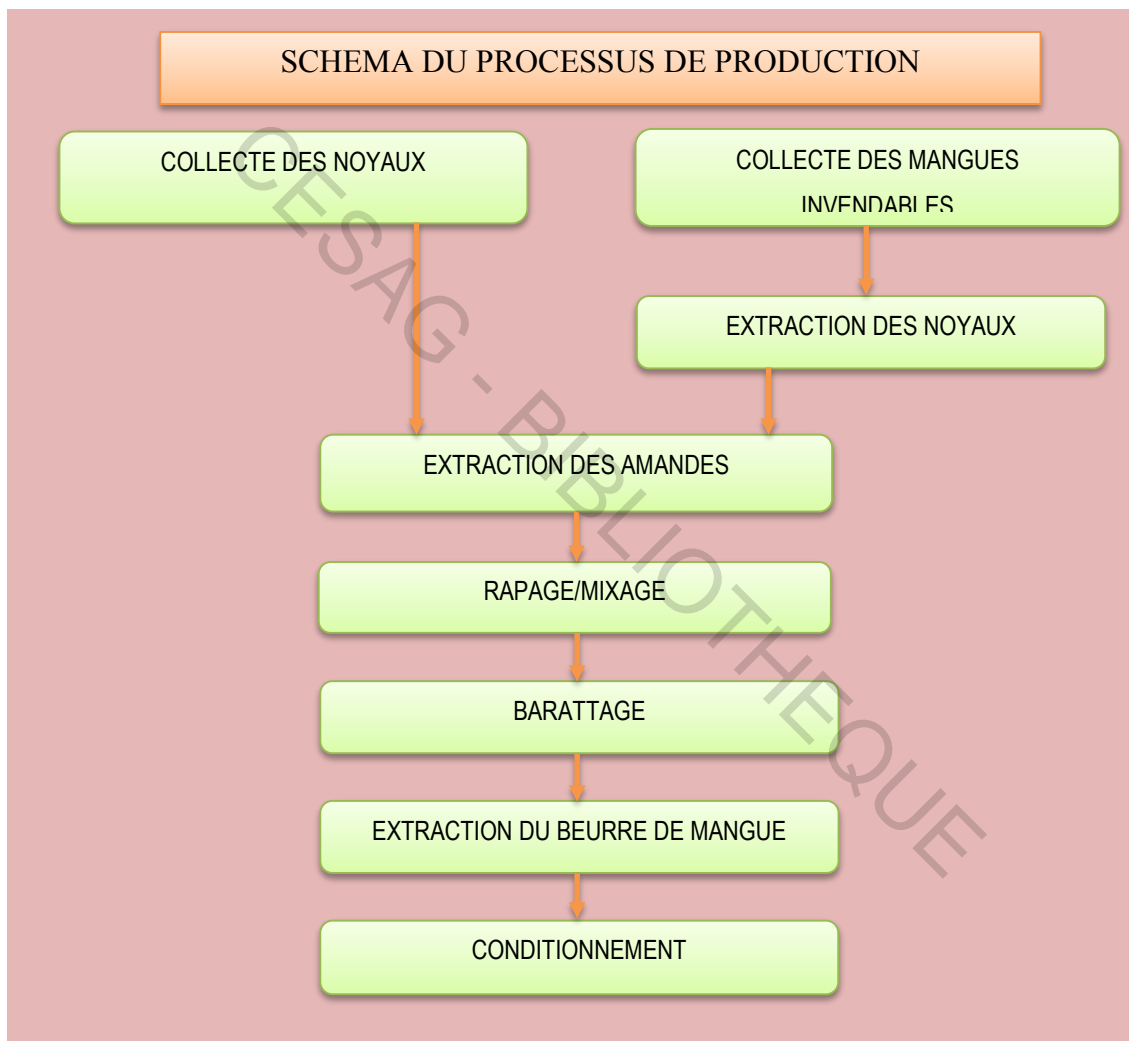 SCHEMA DU PROCESSUS DE PRODUCTION
COLLECTE DES NOYAUX
COLLECTE DES MANGUES
INVENDABLES
EXTRACTION DES NOYAUX
EXTRACTION DES AMANDES
RAPAGE/MIXAGE
BARATTAGE
EXTRACTION DU BEURRE DE MANGUE
CONDITIONNEMENT
CESAG - BIBLIOTHEQUE